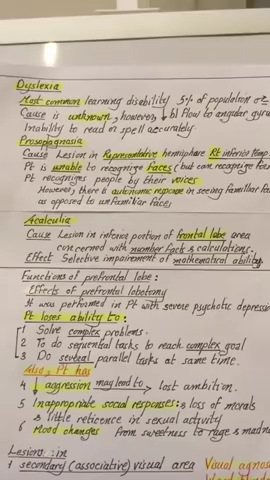 Dyslexia
Most common learning disability 5% of population
Cause is unknown, however, ↓ bl flow to angular gyru
Inability to read or spell accurately.
Prosopagnosia
Cause Lesion in Representative hemisphere Rt inferior temp.
Pt is unable to recognize faces (but can recognize
Pt recognizes people by their voices
However, there is autonomic response in seeing familiar fa
as opposed to unfamiliar faces
Acalculia
Cause Lesion in inferior portion of frontal lobe area
concerned with number facts & calculations.
Effect Selective impairement of mathematical ability
Functions of prefrontal lobe:
Effects of prefrontal lobotomy
It was performed in Pt with severe psychotic depressio
Pt loses ability to:
1 Solve complex problems.
2 To do sequential tasks to reach complex goal
3 Do several parallel tasks at same time.
Also, Pt has
4 ↓ aggression may lead to > lost ambition.
5 Inappropriate social responses: & loss of morals
& little reticence in sexual activity
6 Mood changes from sweetness to rage & madn
Lesions: in
1 secondary (associative) visual area Visual agnos